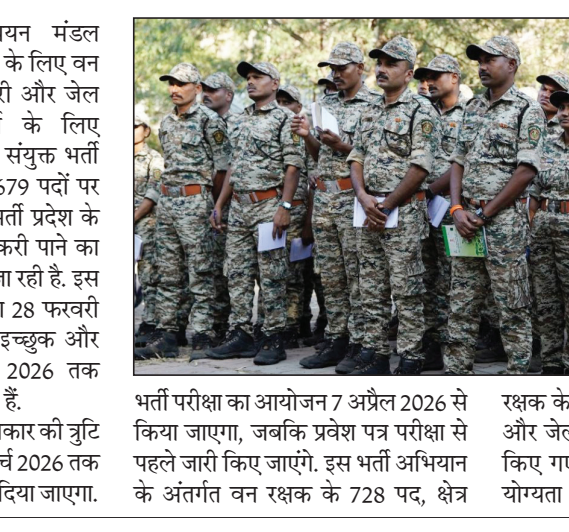 यन मंडल
के लिए वन
री और जेल
के लिए
संयुक्त भर्ती
679 पदों पर
र्ती प्रदेश के
करी पाने का
ना रही है. इस
28 फरवरी
इच्छुक और
2026 तक
हैं.
कार की त्रुटि
र्च 2026 तक
दिया जाएगा.
भर्ती परीक्षा का आयोजन 7 अप्रैल 2026 से
किया जाएगा, जबकि प्रवेश पत्र परीक्षा से
पहले जारी किए जाएंगे. इस भर्ती अभियान
के अंतर्गत वन रक्षक के 728 पद, क्षेत्र
रक्षक के
और जेल
किए गए
योग्यता